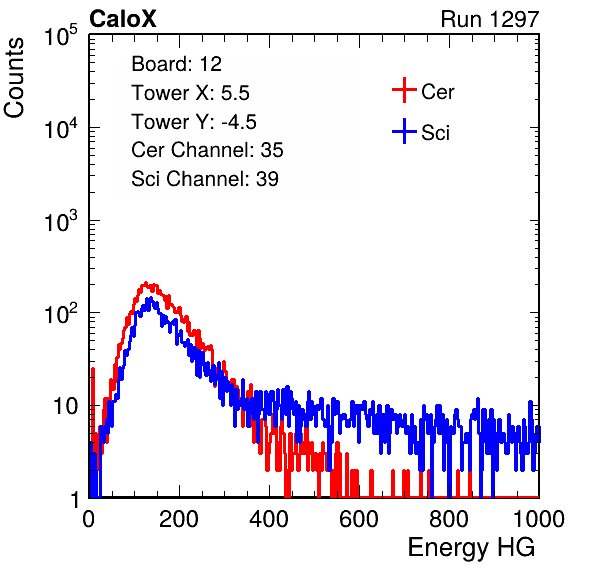 CaloX Run 1297
Counts
10^5
10^4
10^3
10^2
10
1
Board: 12
Tower X: 5.5
Tower Y: -4.5
Cer Channel: 35
Sci Channel: 39
Cer
Sci
0 200 400 600 800 1000
Energy HG